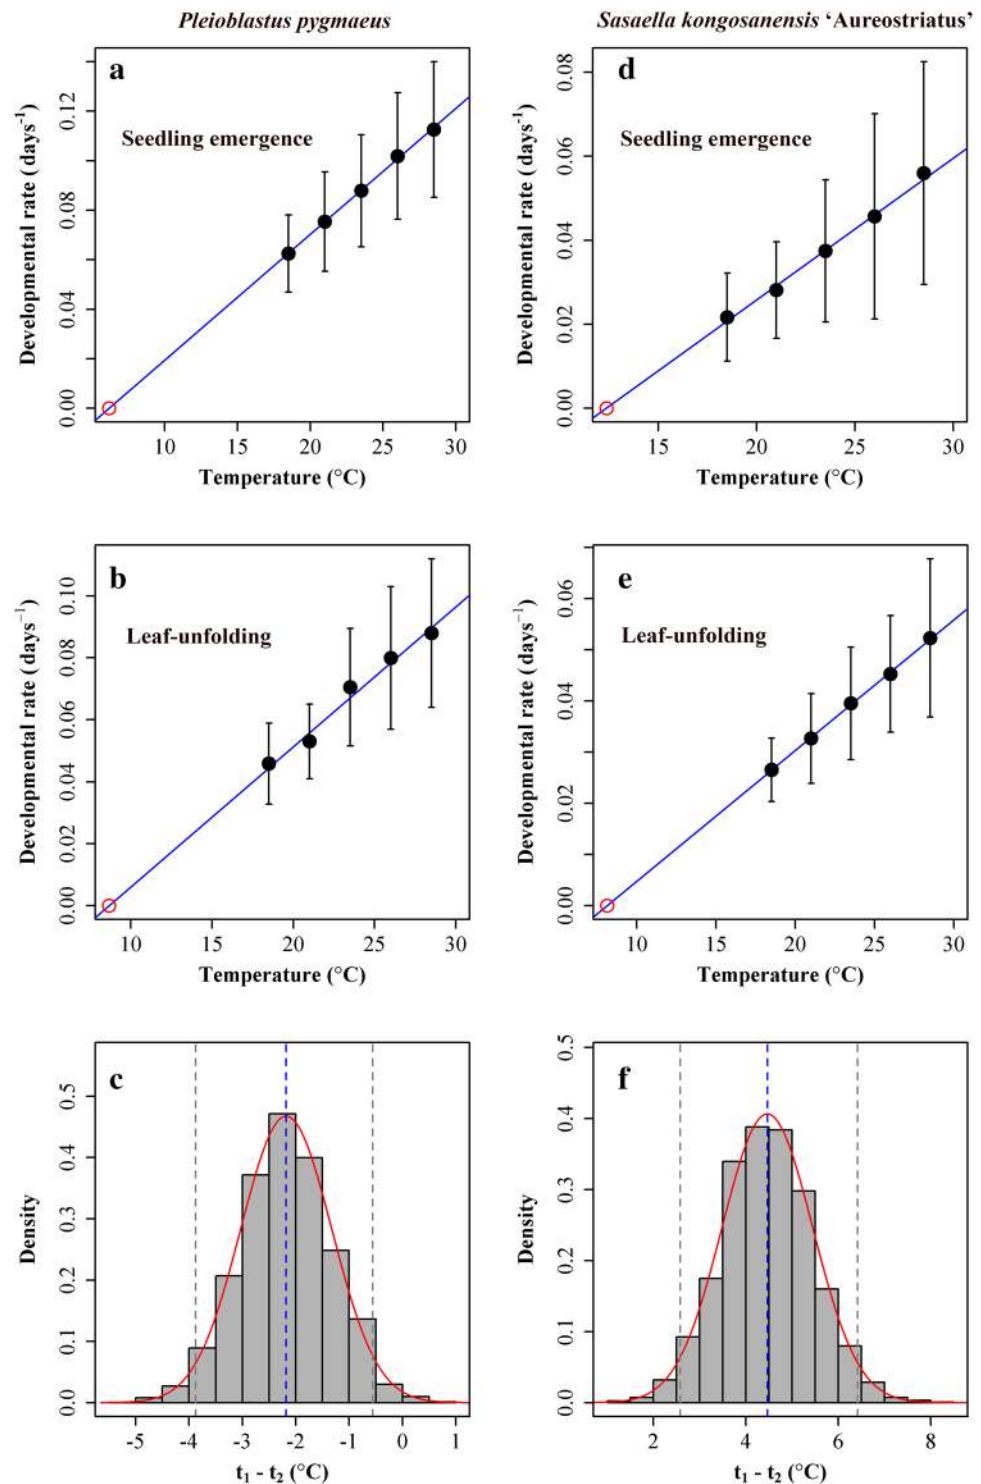 Pleioblastus pygmaeus
Sasaella kongosanensis ‘Aureostriatus’
a
Seedling emergence
Developmental rate (days⁻¹)
0.00 0.04 0.08 0.12
10 15 20 25 30
Temperature (°C)
d
Seedling emergence
Developmental rate (days⁻¹)
0.00 0.02 0.04 0.06 0.08
15 20 25 30
Temperature (°C)
b
Leaf-unfolding
Developmental rate (days⁻¹)
0.00 0.02 0.04 0.06 0.08 0.10
10 15 20 25 30
Temperature (°C)
e
Leaf-unfolding
Developmental rate (days⁻¹)
0.00 0.02 0.04 0.06
10 15 20 25 30
Temperature (°C)
c
Density
0.0 0.1 0.2 0.3 0.4 0.5
-5 -4 -3 -2 -1 0 1
t₁ - t₂ (°C)
f
Density
0.0 0.1 0.2 0.3 0.4 0.5
2 4 6 8
t₁ - t₂ (°C)